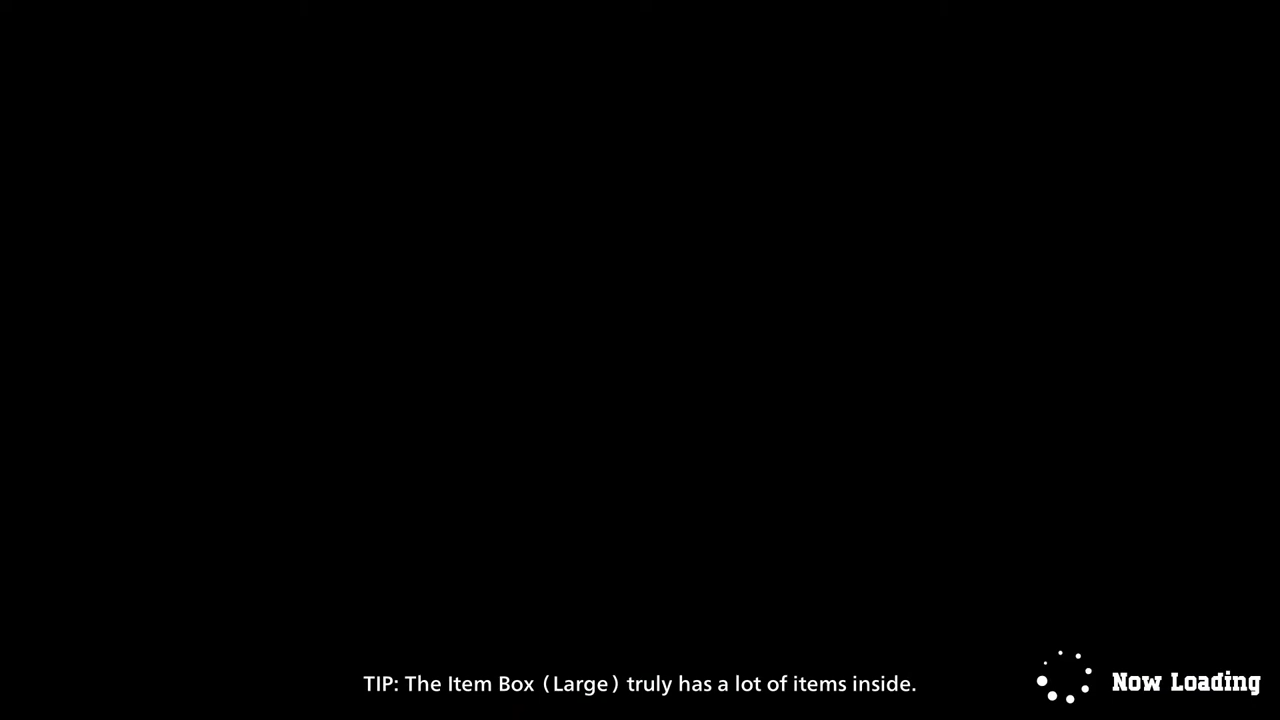 TIP: The Item Box (Large) truly has a lot of items inside.
Now Loading